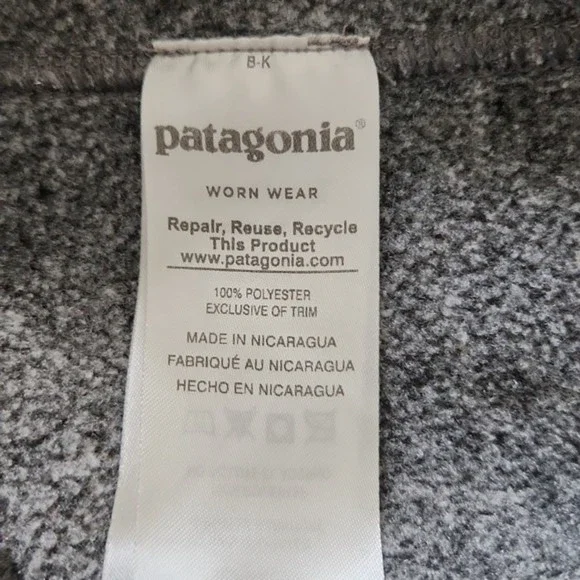 B-K
patagonia®
WORN WEAR
Repair, Reuse, Recycle
This Product
www.patagonia.com
100% POLYESTER
EXCLUSIVE OF TRIM
MADE IN NICARAGUA
FABRIQUÉ AU NICARAGUA
HECHO EN NICARAGUA